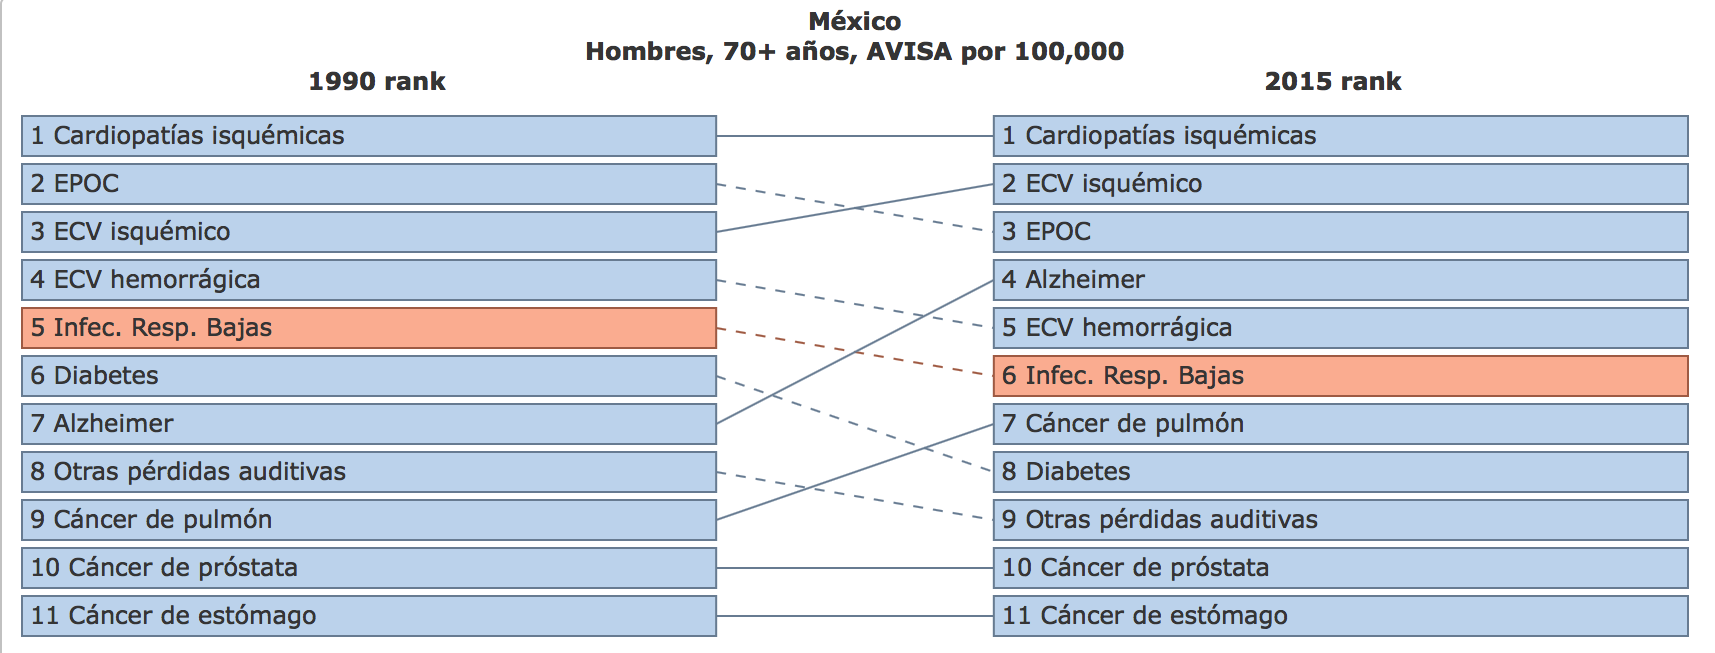 México
Hombres, 70+ años, AVISA por 100,000
1990 rank
2015 rank
1 Cardiopatías isquémicas
2 EPOC
3 ECV isquémico
4 ECV hemorrágica
5 Infec. Resp. Bajas
6 Diabetes
7 Alzheimer
8 Otras pérdidas auditivas
9 Cáncer de pulmón
10 Cáncer de próstata
11 Cáncer de estómago
1 Cardiopatías isquémicas
2 ECV isquémico
3 EPOC
4 Alzheimer
5 ECV hemorrágica
6 Infec. Resp. Bajas
7 Cáncer de pulmón
8 Diabetes
9 Otras pérdidas auditivas
10 Cáncer de próstata
11 Cáncer de estómago